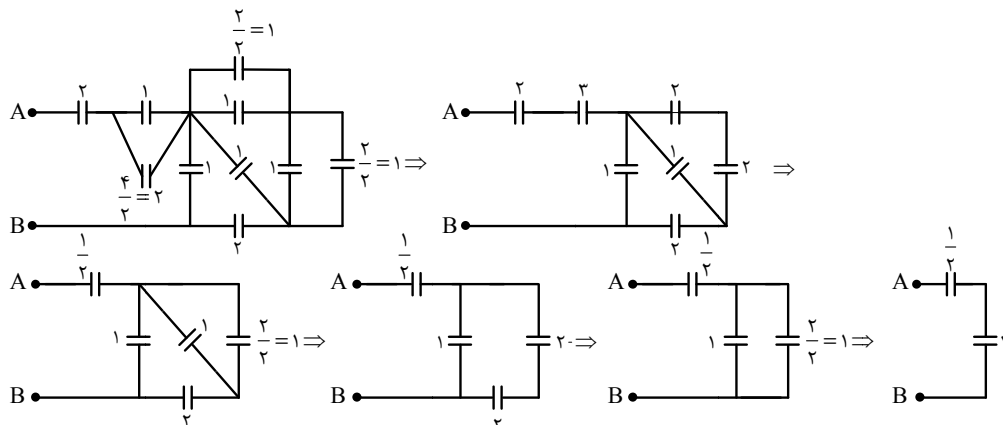 ۲/۲ = ۱
A ۲ ۱ ۱
۱ ۱ ۱ ۲/۲ = ۱ ⇒
۴/۲ = ۲
B ۲
A ۲ ۳ ۲
۱ ۱ ۲ ⇒
B ۲
A ۱/۲
۱ ۱ ۲/۲ = ۱ ⇒
B ۲
A ۱/۲
۱ ۲ ⇒
B ۲
A ۱/۲
۱ ۲/۲ = ۱ ⇒
B
A ۱/۲
B